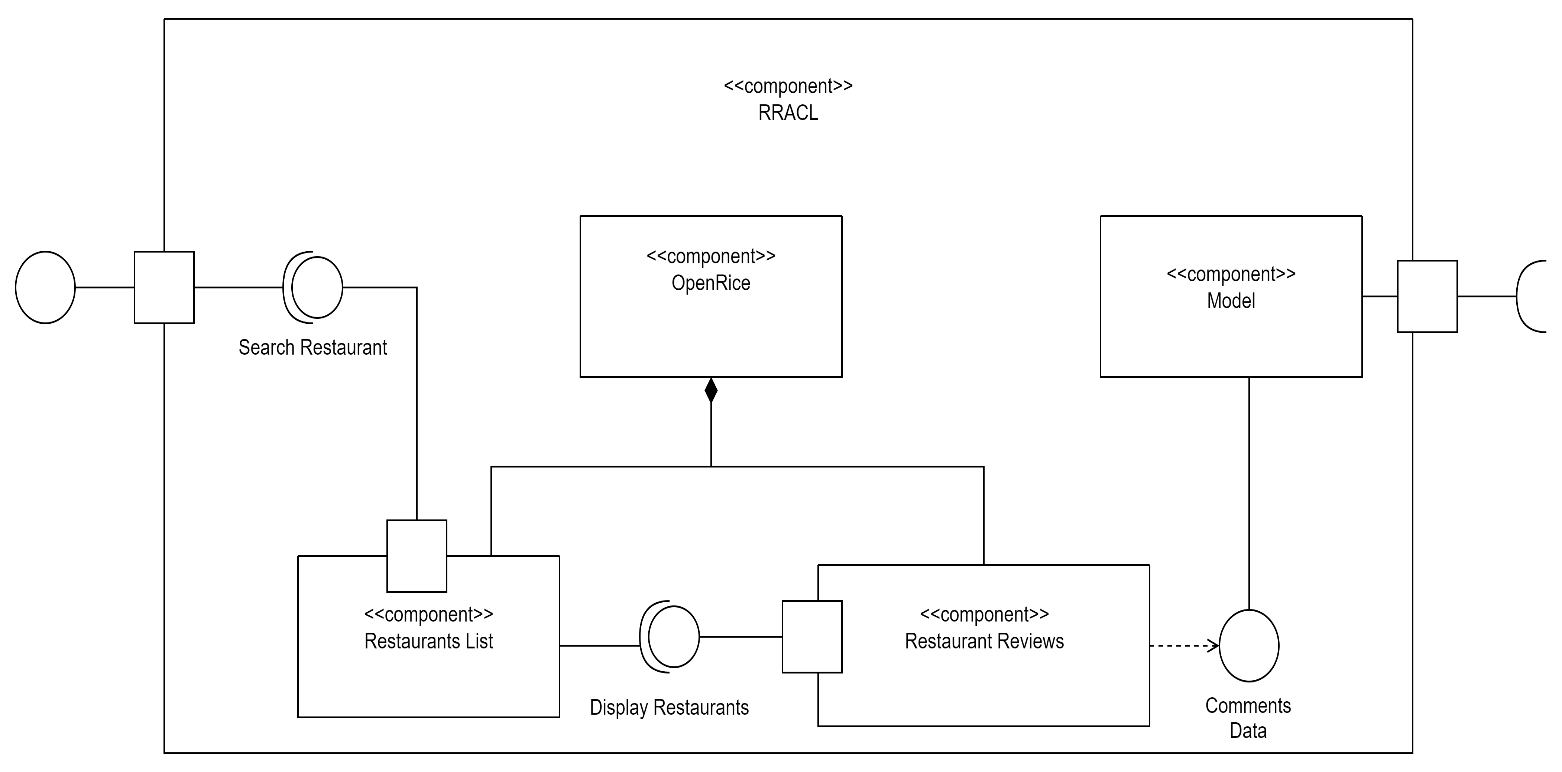 <<component>>
RRACL
<<component>>
OpenRice
<<component>>
Model
Search Restaurant
<<component>>
Restaurants List
<<component>>
Restaurant Reviews
Display Restaurants
Comments
Data